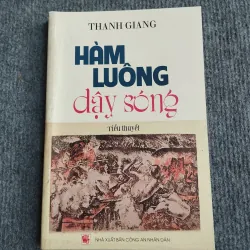 THANH GIANG
HÀM
LUÔNG
dậy sóng
Tiểu thuyết
NHÀ XUẤT BẢN CÔNG AN NHÂN DÂN